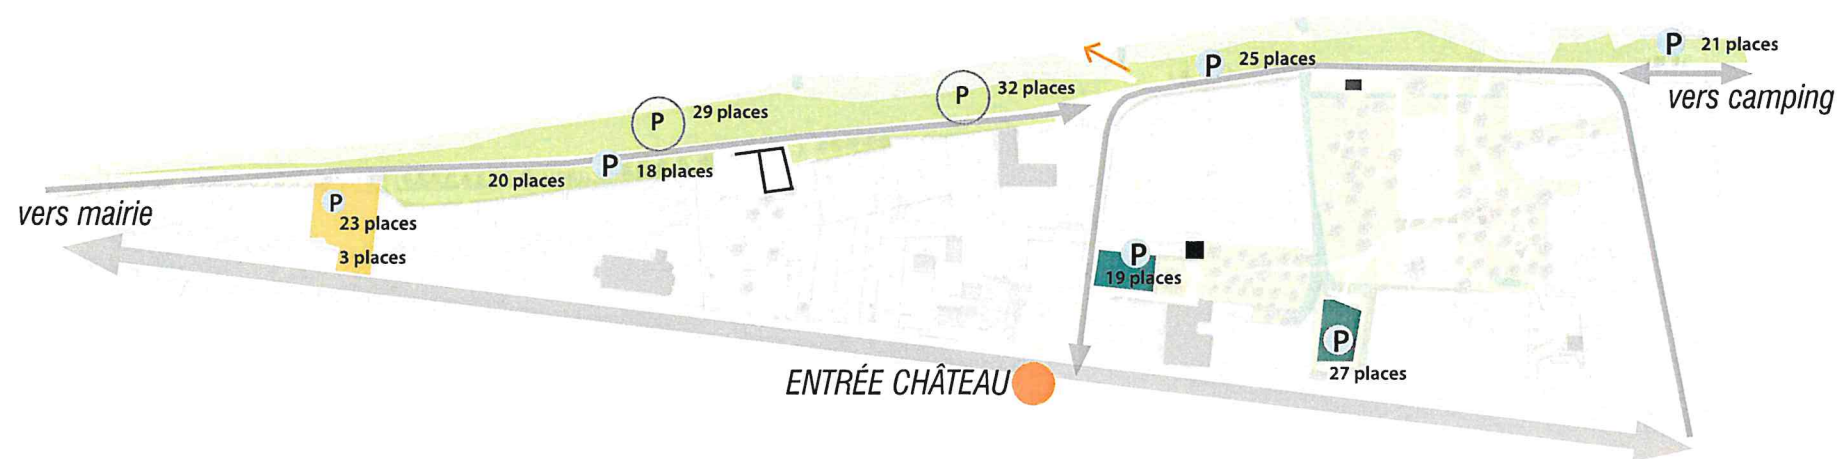 P 21 places
P 25 places
vers camping
P 32 places
P 29 places
P 18 places
20 places
vers mairie
P
23 places
3 places
P
19 places
P
27 places
ENTRÉE CHÂTEAU